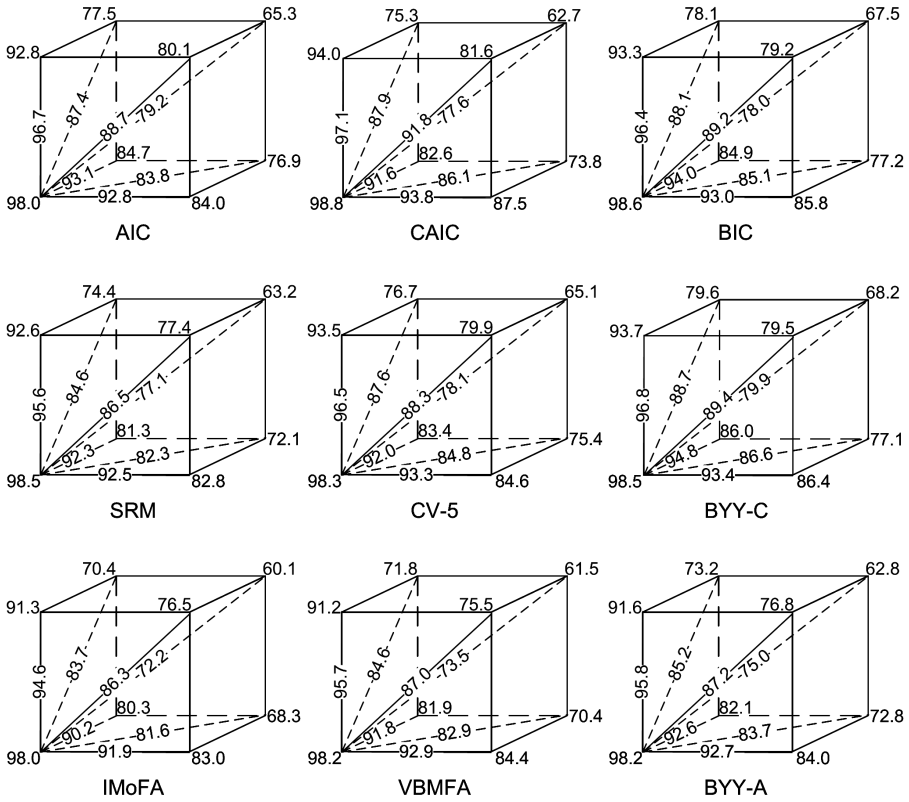 77.5 65.3
92.8 80.1
96.7 87.4 88.7 79.2
84.7 76.9
93.1 83.8
98.0 92.8 84.0
AIC
75.3 62.7
94.0 81.6
97.1 87.9 91.8 77.6
82.6 73.8
91.6 86.1
98.8 93.8 87.5
CAIC
78.1 67.5
93.3 79.2
96.4 88.1 89.2 78.0
84.9 77.2
94.0 85.1
98.6 93.0 85.8
BIC
74.4 63.2
92.6 77.4
95.6 84.6 86.5 77.1
81.3 72.1
92.3 82.3
98.5 92.5 82.8
SRM
76.7 65.1
93.5 79.9
96.5 87.6 88.3 78.1
83.4 75.4
92.0 84.8
98.3 93.3 84.6
CV-5
79.6 68.2
93.7 79.5
96.8 88.7 89.4 79.9
86.0 77.1
94.8 86.6
98.5 93.4 86.4
BYY-C
70.4 60.1
91.3 76.5
94.6 83.7 86.3 72.2
80.3 68.3
90.2 81.6
98.0 91.9 83.0
IMoFA
71.8 61.5
91.2 75.5
95.7 84.6 87.0 73.5
81.9 70.4
91.8 82.9
98.2 92.9 84.4
VBMFA
73.2 62.8
91.6 76.8
95.8 85.2 87.2 75.0
82.1 72.8
92.6 83.7
98.2 92.7 84.0
BYY-A